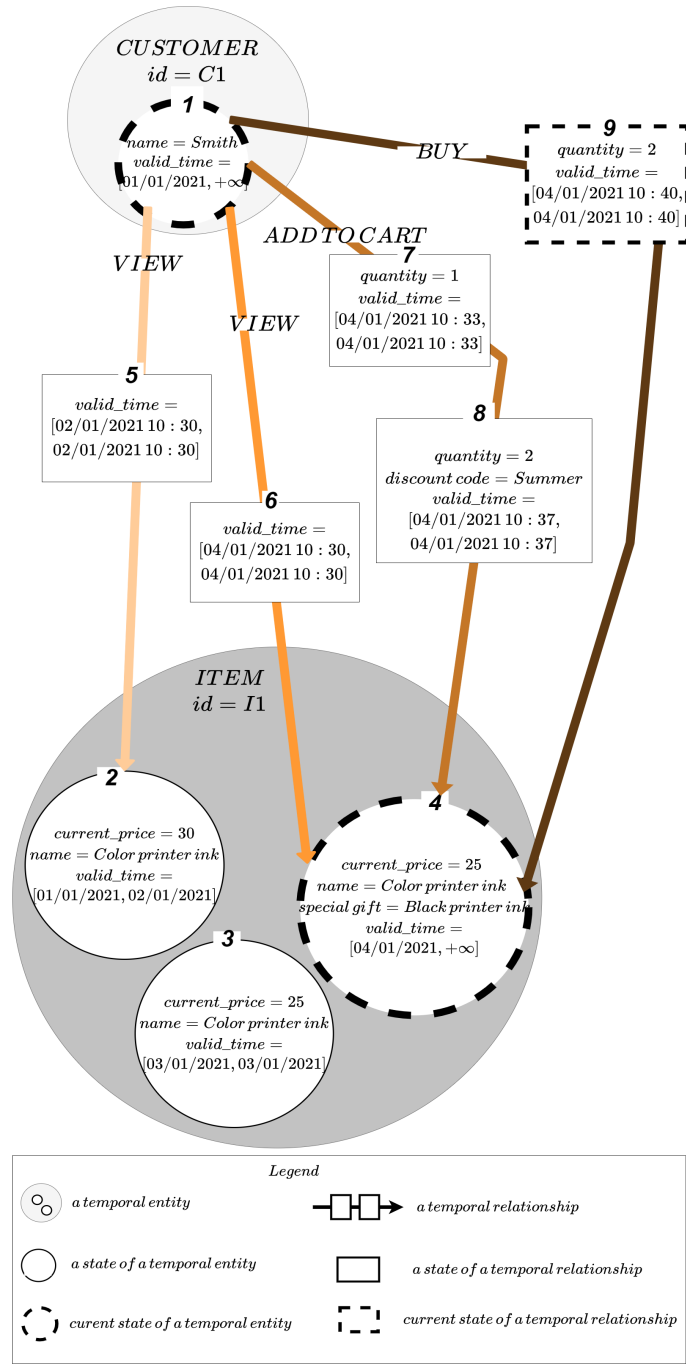 CUSTOMER
id = C1
1
name = Smith
valid_time =
[01/01/2021, +∞]
BUY
9
quantity = 2
valid_time =
[04/01/2021 10 : 40,
04/01/2021 10 : 40]
ADD TO CART
VIEW
7
quantity = 1
valid_time =
[04/01/2021 10 : 33,
04/01/2021 10 : 33]
VIEW
5
valid_time =
[02/01/2021 10 : 30,
02/01/2021 10 : 30]
8
quantity = 2
discount code = Summer
valid_time =
[04/01/2021 10 : 37,
04/01/2021 10 : 37]
6
valid_time =
[04/01/2021 10 : 30,
04/01/2021 10 : 30]
ITEM
id = I1
2
current_price = 30
name = Color printer ink
valid_time =
[01/01/2021, 02/01/2021]
4
current_price = 25
name = Color printer ink
special gift = Black printer ink
valid_time =
[04/01/2021, +∞]
3
current_price = 25
name = Color printer ink
valid_time =
[03/01/2021, 03/01/2021]
Legend
a temporal entity
a temporal relationship
a state of a temporal entity
a state of a temporal relationship
curent state of a temporal entity
current state of a temporal relationship